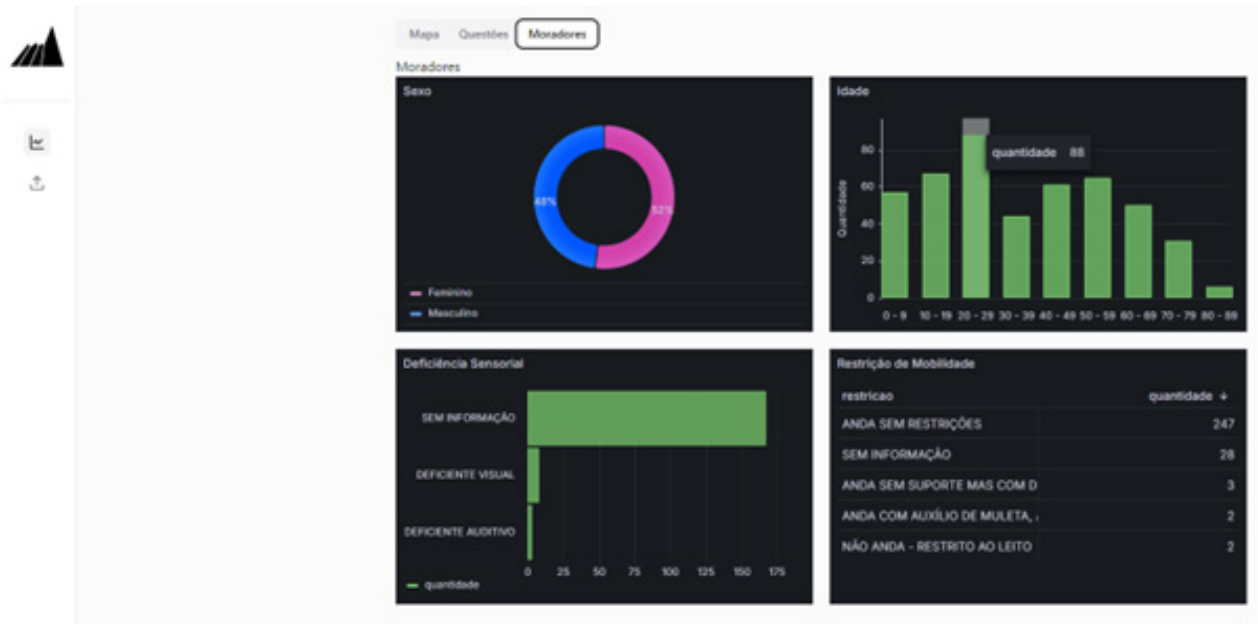 Mapa Questões Moradores
Moradores
Sexo
48%
52%
Feminino
Masculino
Idade
quantidade 88
Quantidade
80
60
40
20
0
0 - 9 10 - 19 20 - 29 30 - 39 40 - 49 50 - 59 60 - 69 70 - 79 80 - 89
Deficiência Sensorial
SEM INFORMAÇÃO
DEFICIENTE VISUAL
DEFICIENTE AUDITIVO
0 25 50 75 100 125 150 175
quantidade
Restrição de Mobilidade
restricao quantidade ↓
ANDA SEM RESTRIÇÕES 247
SEM INFORMAÇÃO 28
ANDA SEM SUPORTE MAS COM D 3
ANDA COM AUXÍLIO DE MULETA, 2
NÃO ANDA - RESTRITO AO LEITO 2